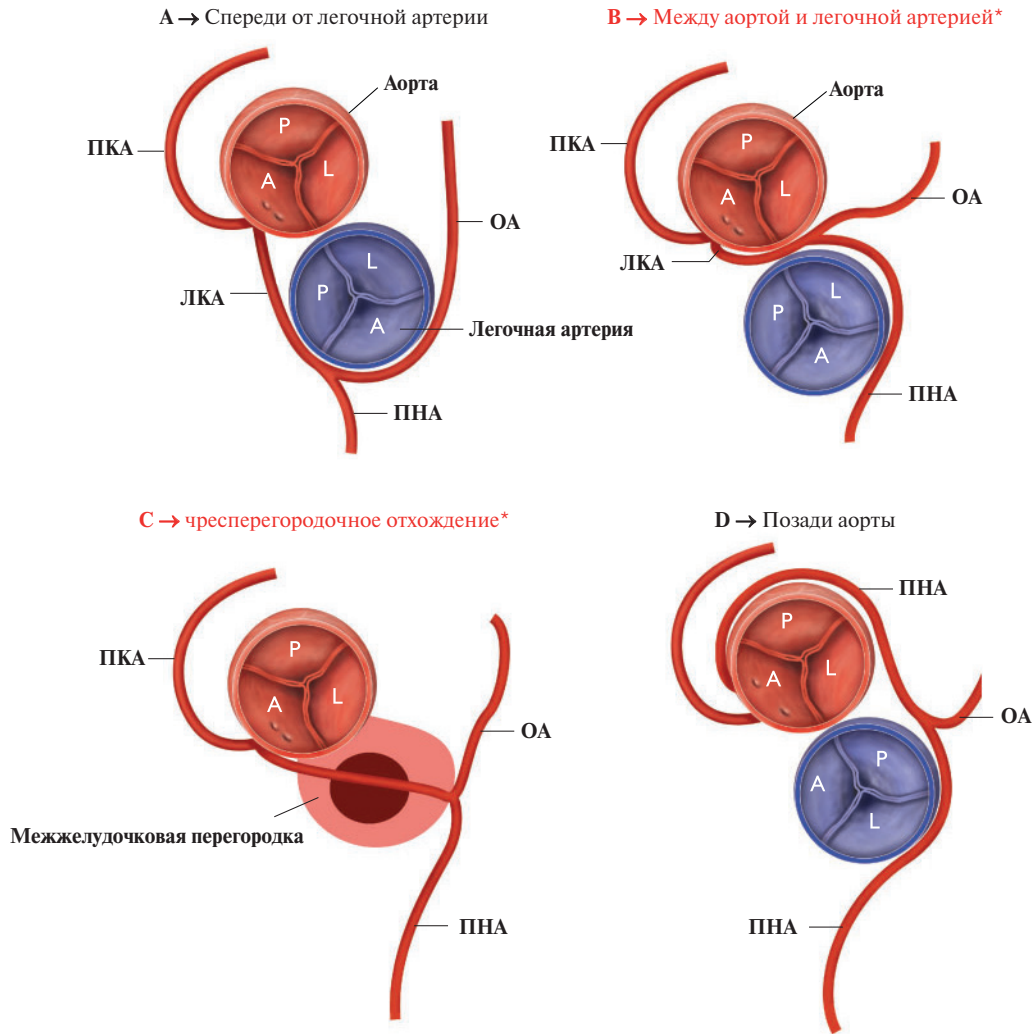 A → Спереди от легочной артерии
B → Между аортой и легочной артерией*
Аорта
ПКА
P
A
L
ОА
ЛКА
L
P
A
Легочная артерия
ПНА
Аорта
ПКА
P
A
L
ОА
ЛКА
L
P
A
ПНА
C → чресперегородочное отхождение*
D → Позади аорты
ПКА
P
A
L
ОА
Межжелудочковая перегородка
ПНА
ПНА
P
A
L
ОА
P
A
L
ПНА